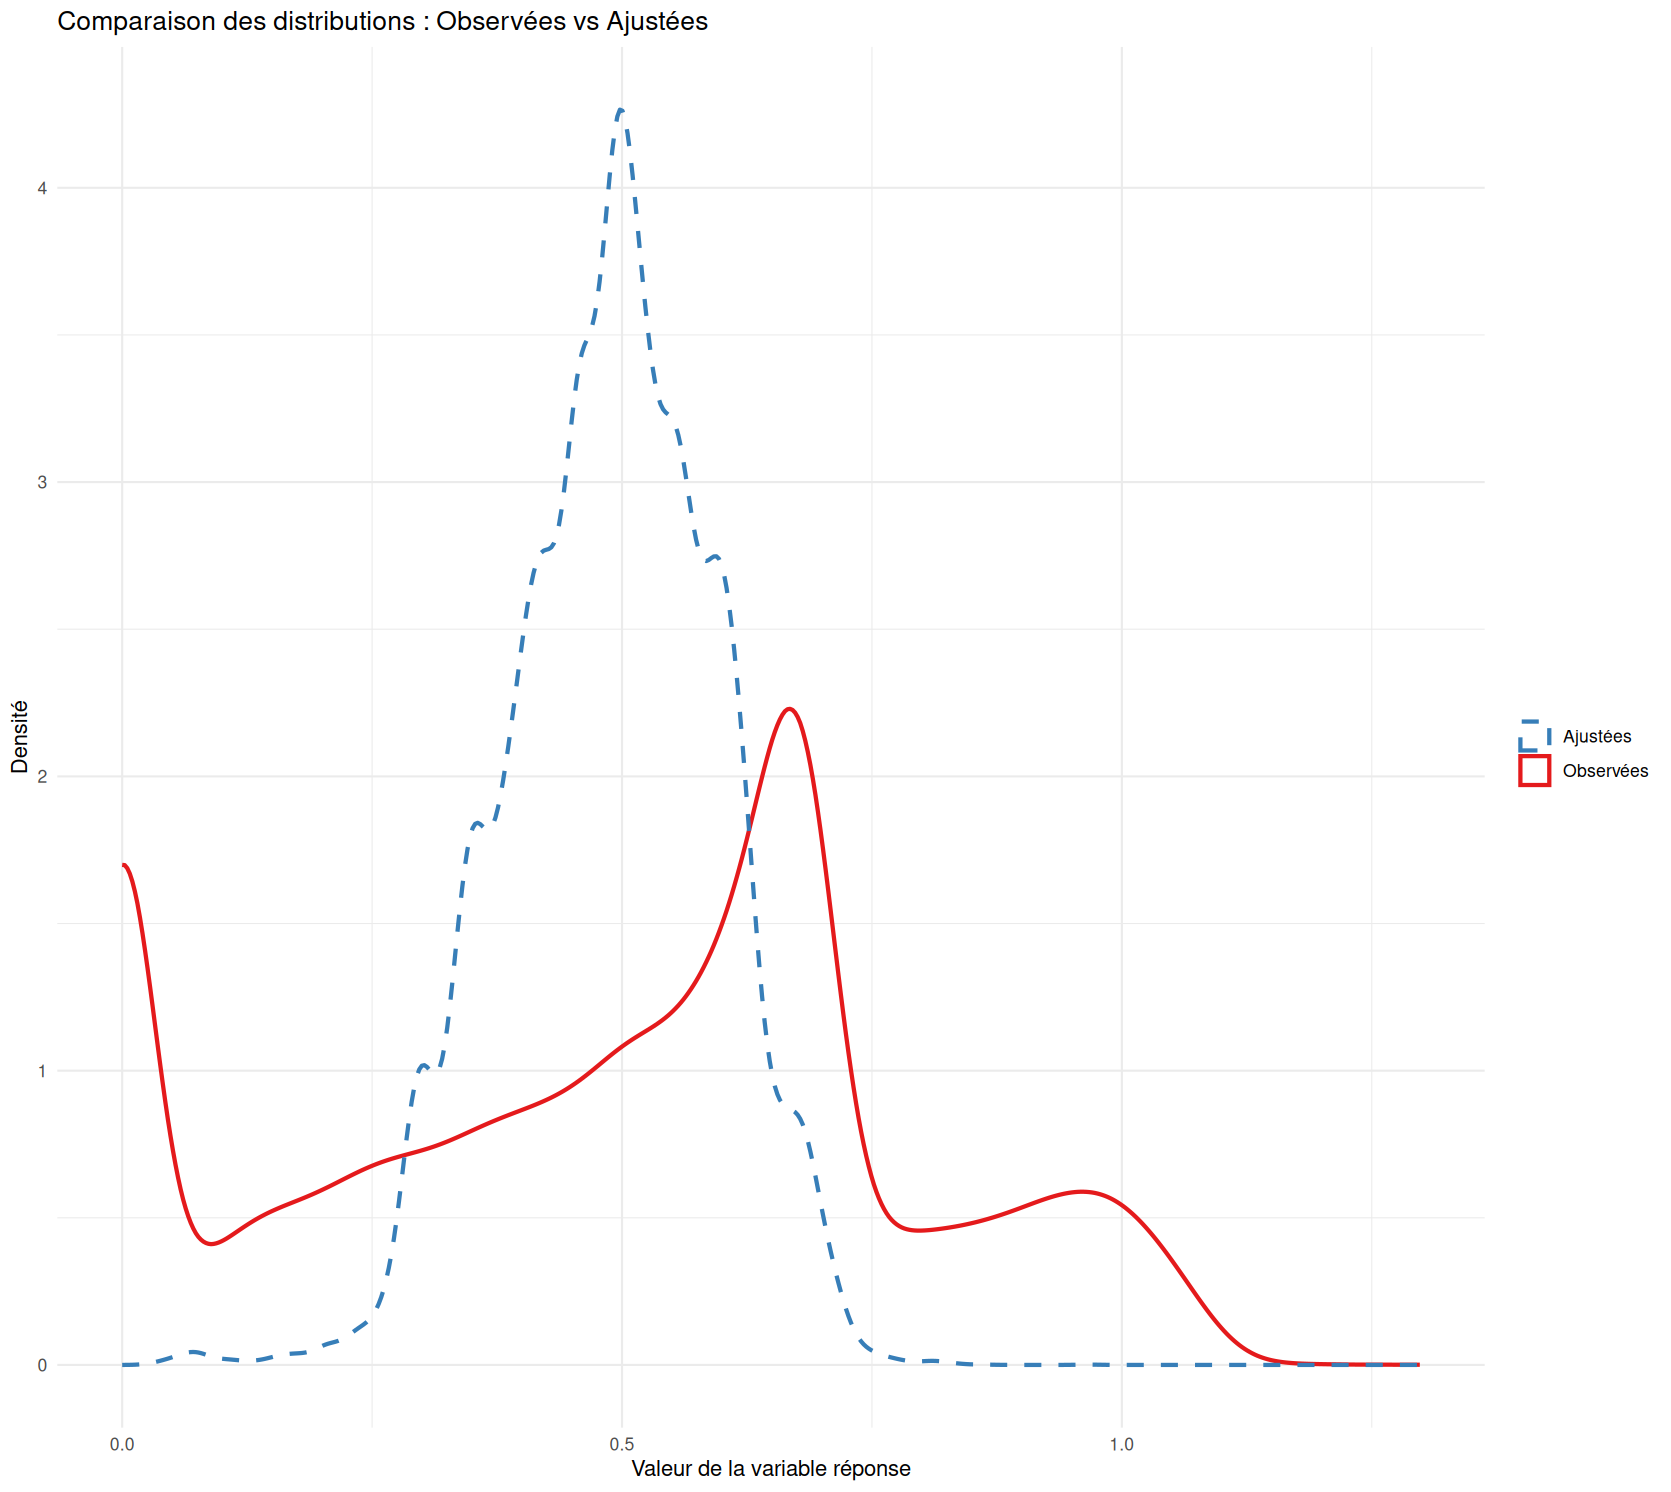 Comparaison des distributions : Observées vs Ajustées
4
3
2
1
0
Densité
0.0
0.5
1.0
Valeur de la variable réponse
Ajustées
Observées